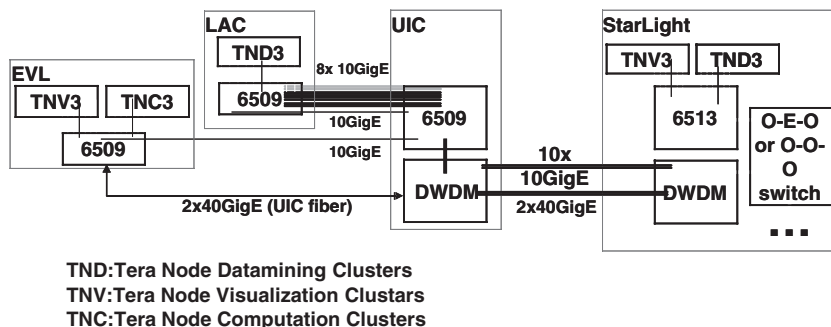 LAC
UIC
StarLight
TND3
TNV3
TND3
8x 10GigE
EVL
TNV3
TNC3
6509
6509
6513
O-E-O
or O-O-
O
switch
10GigE
6509
10GigE
10x
10GigE
DWDM
DWDM
2x40GigE (UIC fiber)
2x40GigE
...
TND:Tera Node Datamining Clusters
TNV:Tera Node Visualization Clustars
TNC:Tera Node Computation Clusters